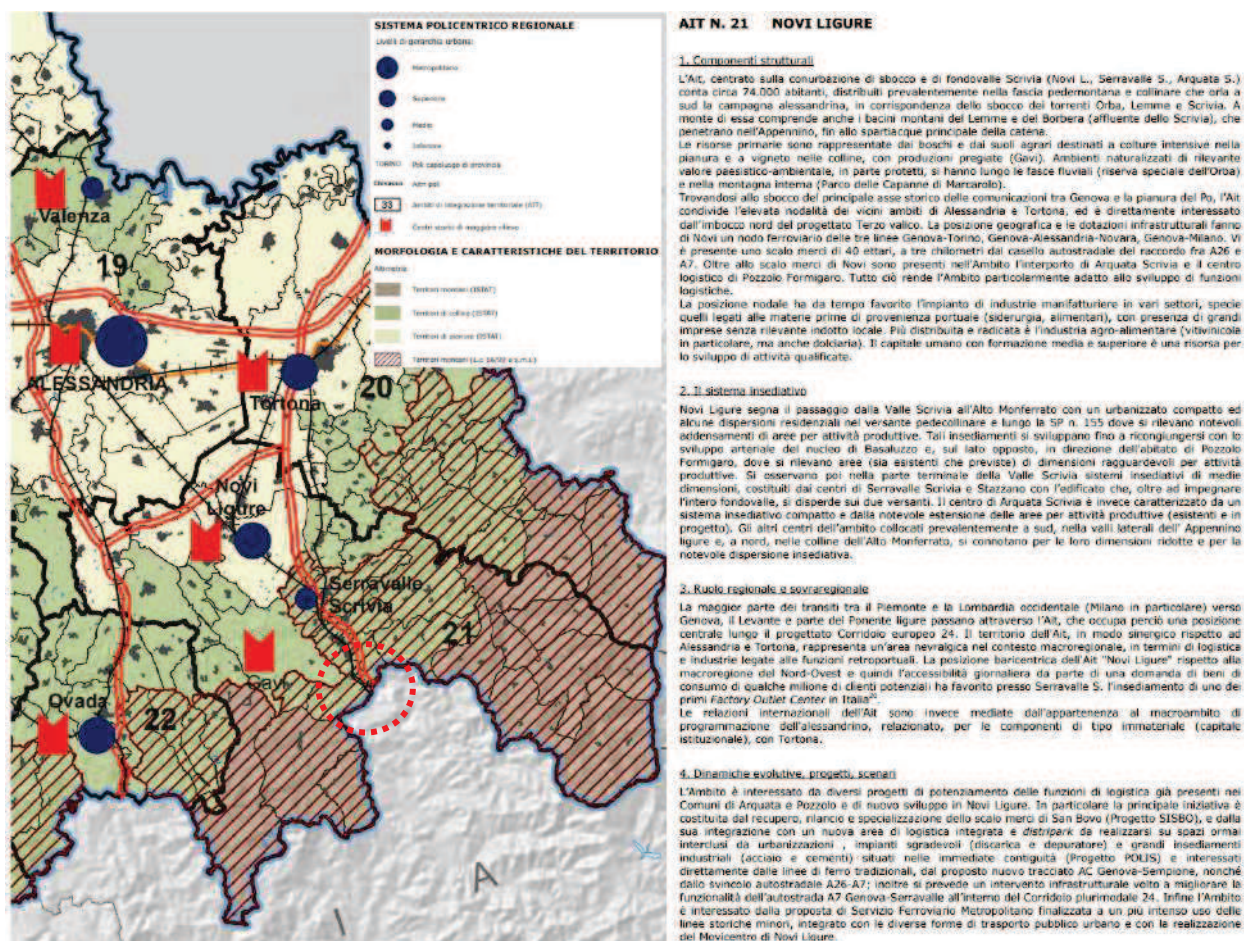 SISTEMA POLICENTRICO REGIONALE
Livelli di gerarchia urbana:
Metropolitano
Superiore
Medio
Inferiore
TORINO Poli capoluogo di provincia
Chivasso Altri poli
33 Ambiti di integrazione territoriale (AIT)
Centri storici di maggiore rilievo
MORFOLOGIA E CARATTERISTICHE DEL TERRITORIO
Altimetria:
Territori montani (ISTAT)
Territori di collina (ISTAT)
Territori di pianura (ISTAT)
Territori montani (L.r. 16/99 e s.m.i.)
Valenza
19
ALESSANDRIA
Tortona
20
Novi
Ligure
Serravalle
Scrivia
21
Gavi
Ovada
22
A
I
AIT N. 21 NOVI LIGURE
1. Componenti strutturali
L'Ait, centrato sulla conurbazione di sbocco e di fondovalle Scrivia (Novi L., Serravalle S., Arquata S.)
conta circa 74.000 abitanti, distribuiti prevalentemente nella fascia pedemontana e collinare che orla a
sud la campagna alessandrina, in corrispondenza dello sbocco dei torrenti Orba, Lemme e Scrivia. A
monte di essa comprende anche i bacini montani del Lemme e del Borbera (affluente dello Scrivia), che
penetrano nell'Appennino, fin allo spartiacque principale della catena.
Le risorse primarie sono rappresentate dai boschi e dai suoli agrari destinati a colture intensive nella
pianura e a vigneto nelle colline, con produzioni pregiate (Gavi). Ambienti naturalizzati di rilevante
valore paesistico-ambientale, in parte protetti, si hanno lungo le fasce fluviali (riserva speciale dell'Orba)
e nella montagna interna (Parco delle Capanne di Marcarolo).
Trovandosi allo sbocco del principale asse storico delle comunicazioni tra Genova e la pianura del Po, l'Ait
condivide l'elevata nodalità dei vicini ambiti di Alessandria e Tortona, ed è direttamente interessato
dall'imbocco nord del progettato Terzo valico. La posizione geografica e le dotazioni infrastrutturali fanno
di Novi un nodo ferroviario delle tre linee Genova-Torino, Genova-Alessandria-Novara, Genova-Milano. Vi
è presente uno scalo merci di 40 ettari, a tre chilometri dal casello autostradale del raccordo fra A26 e
A7. Oltre allo scalo merci di Novi sono presenti nell'Ambito l'interporto di Arquata Scrivia e il centro
logistico di Pozzolo Formigaro. Tutto ciò rende l'Ambito particolarmente adatto allo sviluppo di funzioni
logistiche.
La posizione nodale ha da tempo favorito l'impianto di industrie manifatturiere in vari settori, specie
quelli legati alle materie prime di provenienza portuale (siderurgia, alimentari), con presenza di grandi
imprese senza rilevante indotto locale. Più distribuita e radicata è l'industria agro-alimentare (vitivinicola
in particolare, ma anche dolciaria). Il capitale umano con formazione media e superiore è una risorsa per
lo sviluppo di attività qualificate.
2. Il sistema insediativo
Novi Ligure segna il passaggio dalla Valle Scrivia all'Alto Monferrato con un urbanizzato compatto ed
alcune dispersioni residenziali nel versante pedecollinare e lungo la SP n. 155 dove si rilevano notevoli
addensamenti di aree per attività produttive. Tali insediamenti si sviluppano fino a ricongiungersi con lo
sviluppo arteriale del nucleo di Basaluzzo e, sul lato opposto, in direzione dell'abitato di Pozzolo
Formigaro, dove si rilevano aree (sia esistenti che previste) di dimensioni ragguardevoli per attività
produttive. Si osservano poi nella parte terminale della Valle Scrivia sistemi insediativi di medie
dimensioni, costituiti dai centri di Serravalle Scrivia e Stazzano con l'edificato che, oltre ad impegnare
l'intero fondovalle, si disperde sui due versanti. Il centro di Arquata Scrivia è invece caratterizzato da un
sistema insediativo compatto e dalla notevole estensione delle aree per attività produttive (esistenti e in
progetto). Gli altri centri dell'ambito collocati prevalentemente a sud, nella valli laterali dell' Appennino
ligure e, a nord, nelle colline dell'Alto Monferrato, si connotano per le loro dimensioni ridotte e per la
notevole dispersione insediativa.
3. Ruolo regionale e sovraregionale
La maggior parte dei transiti tra il Piemonte e la Lombardia occidentale (Milano in particolare) verso
Genova, il Levante e parte del Ponente ligure passano attraverso l'Ait, che occupa perciò una posizione
centrale lungo il progettato Corridoio europeo 24. Il territorio dell'Ait, in modo sinergico rispetto ad
Alessandria e Tortona, rappresenta un'area nevralgica nel contesto macroregionale, in termini di logistica
e industrie legate alle funzioni retroportuali. La posizione baricentrica dell'Ait "Novi Ligure" rispetto alla
macroregione del Nord-Ovest e quindi l'accessibilità giornaliera da parte di una domanda di beni di
consumo di qualche milione di clienti potenziali ha favorito presso Serravalle S. l'insediamento di uno dei
primi Factory Outlet Center in Italia
Le relazioni internazionali dell'Ait sono invece mediate dall'appartenenza al macroambito di
programmazione dell'alessandrino, relazionato, per le componenti di tipo immateriale (capitale
istituzionale), con Tortona.
4. Dinamiche evolutive, progetti, scenari
L'Ambito è interessato da diversi progetti di potenziamento delle funzioni di logistica già presenti nei
Comuni di Arquata e Pozzolo e di nuovo sviluppo in Novi Ligure. In particolare la principale iniziativa è
costituita dal recupero, rilancio e specializzazione dello scalo merci di San Bovo (Progetto SISBO), e dalla
sua integrazione con un nuova area di logistica integrata e distripark da realizzarsi su spazi ormai
interclusi da urbanizzazioni , impianti sgradevoli (discarica e depuratore) e grandi insediamenti
industriali (acciaio e cementi) situati nelle immediate contiguità (Progetto POLIS) e interessati
direttamente dalle linee di ferro tradizionali, dal proposto nuovo tracciato AC Genova-Sempione, nonché
dallo svincolo autostradale A26-A7; inoltre si prevede un intervento infrastrutturale volto a migliorare la
funzionalità dell'autostrada A7 Genova-Serravalle all'interno del Corridoio plurimodale 24. Infine l'Ambito
è interessato dalla proposta di Servizio Ferroviario Metropolitano finalizzata a un più intenso uso delle
linee storiche minori, integrato con le diverse forme di trasporto pubblico urbano e con la realizzazione
del Movicentro di Novi Ligure.